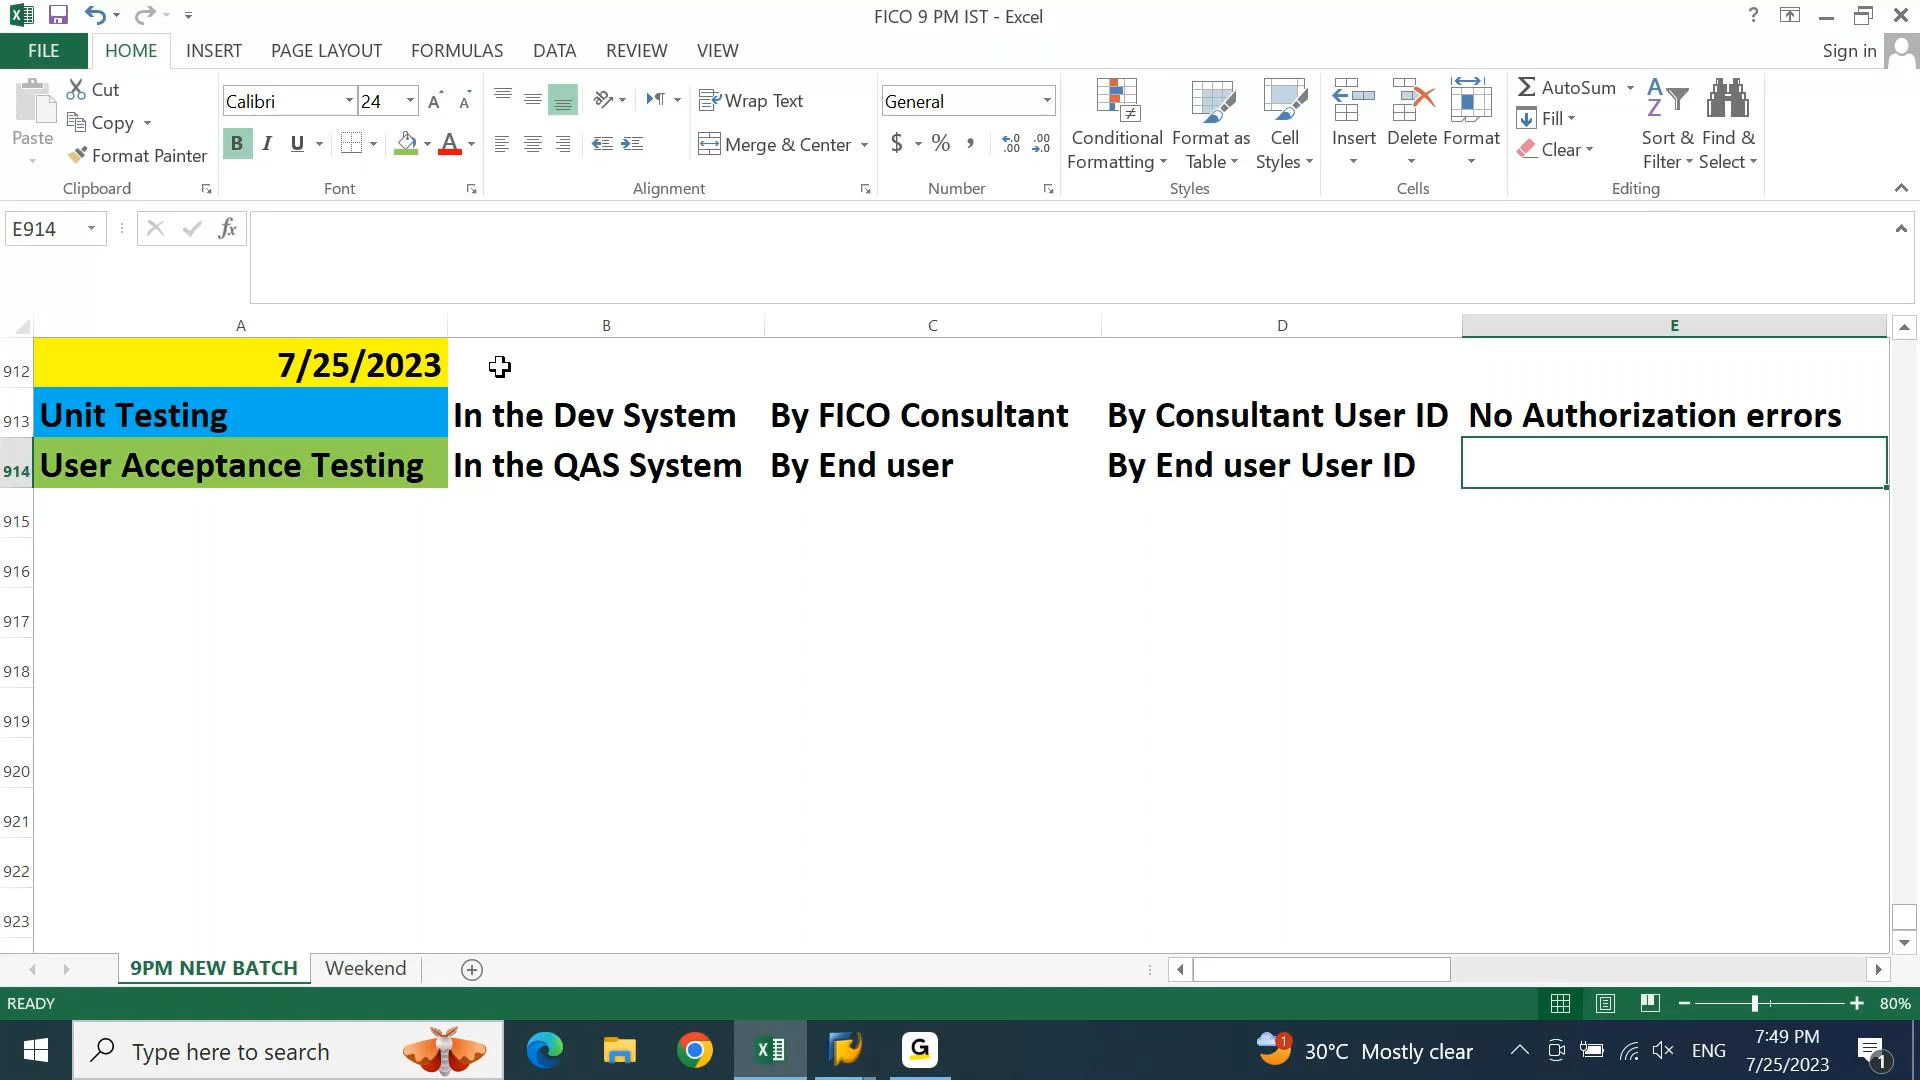 FICO 9 PM IST - Excel
FILE HOME INSERT PAGE LAYOUT FORMULAS DATA REVIEW VIEW Sign in
Paste Cut Copy Format Painter Clipboard
Calibri 24 B I U A Font
Wrap Text Merge & Center Alignment
General $ % , Number
Conditional Formatting Format as Table Cell Styles Styles
Insert Delete Format Cells
AutoSum Fill Clear Sort & Filter Find & Select Editing
E914 fx
A B C D E
912 7/25/2023
913 Unit Testing In the Dev System By FICO Consultant By Consultant User ID No Authorization errors
914 User Acceptance Testing In the QAS System By End user By End user User ID
915
916
917
918
919
920
921
922
923
9PM NEW BATCH Weekend
READY 80%
Type here to search 30°C Mostly clear ENG 7:49 PM
7/25/2023 1